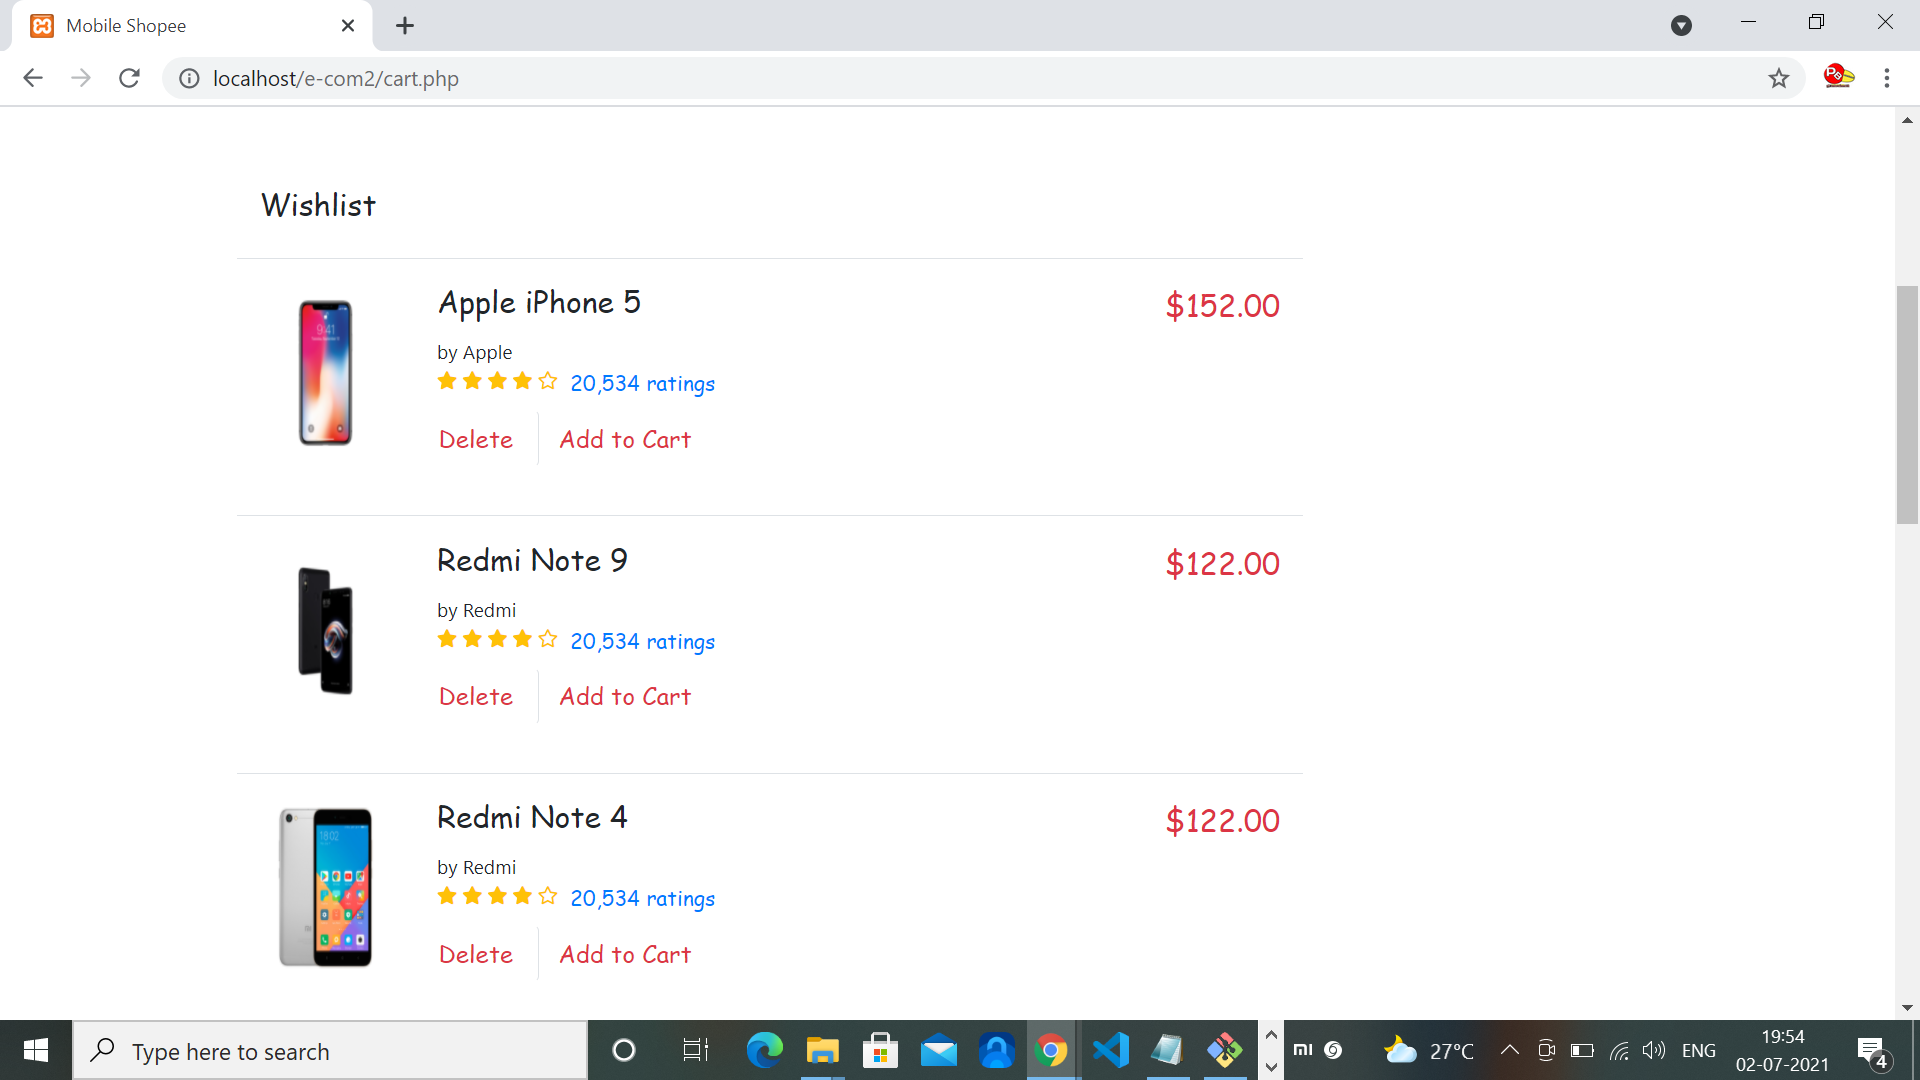 Mobile Shopee
localhost/e-com2/cart.php
Wishlist
Apple iPhone 5
$152.00
by Apple
20,534 ratings
Delete
Add to Cart
Redmi Note 9
$122.00
by Redmi
20,534 ratings
Delete
Add to Cart
Redmi Note 4
$122.00
by Redmi
20,534 ratings
Delete
Add to Cart
Type here to search
27°C
ENG
19:54
02-07-2021
4